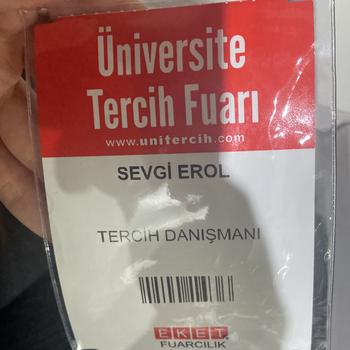 Üniversite
Tercih Fuarı
www.unitercih.com
SEVGİ EROL
TERCİH DANIŞMANI
EKET
FUARCILIK